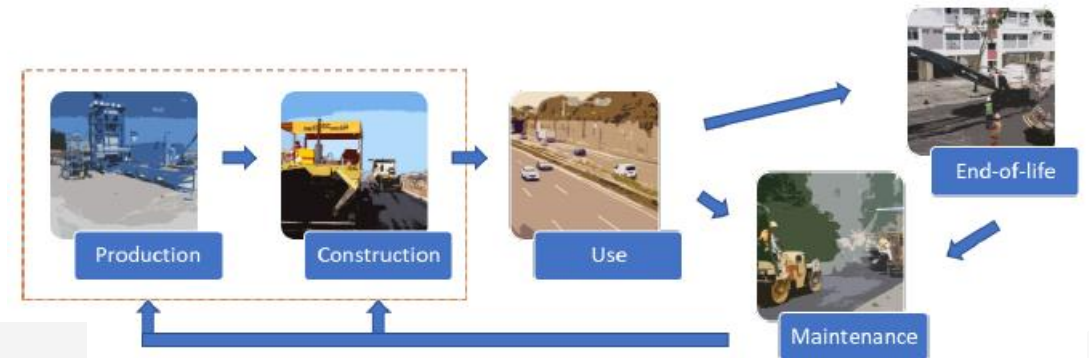 Production
Construction
Use
End-of-life
Maintenance